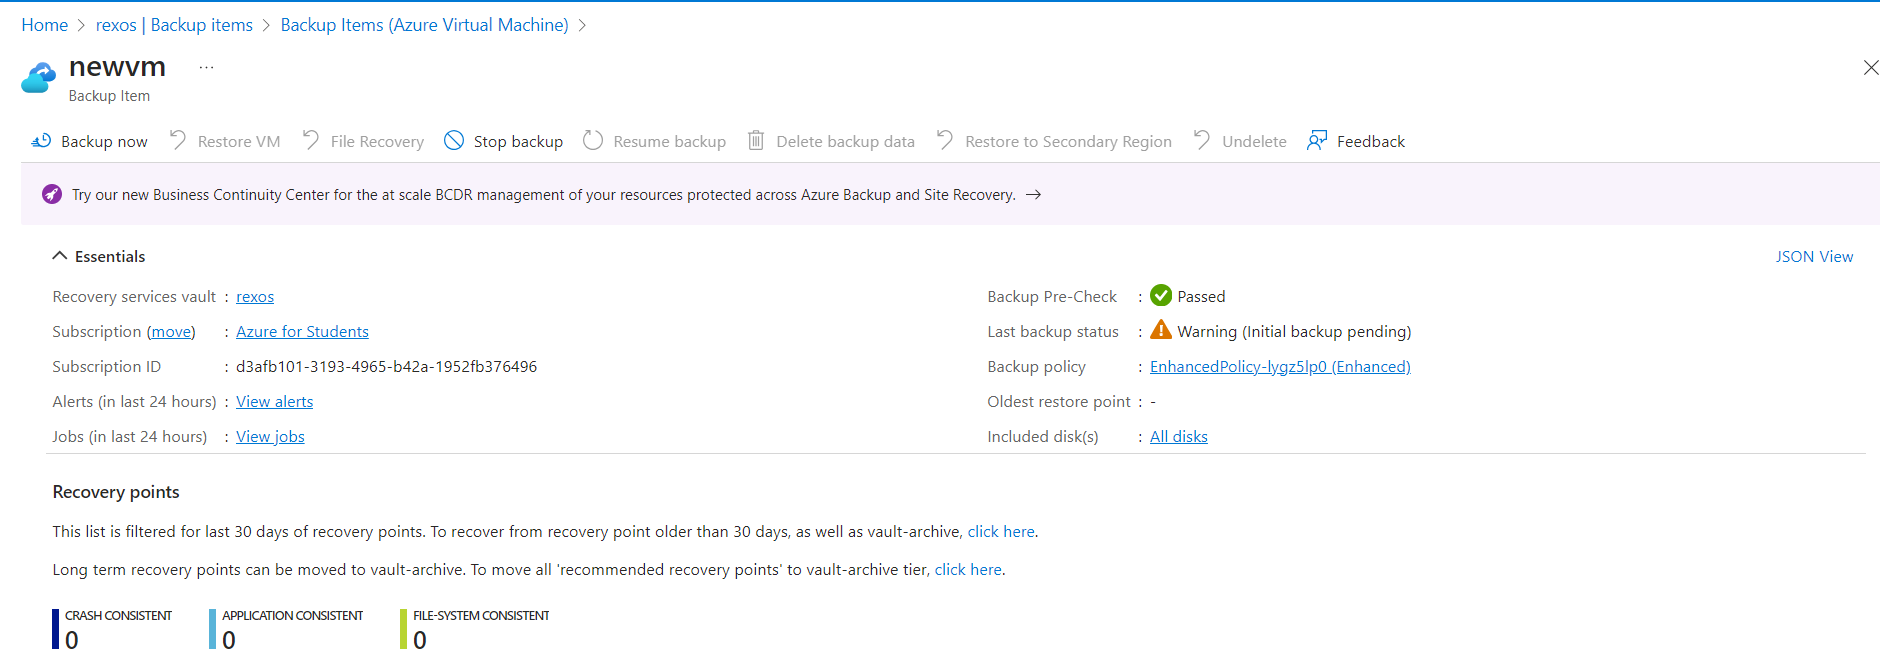 Home > rexos | Backup items > Backup Items (Azure Virtual Machine) >
newvm ...
Backup Item
Backup now Restore VM File Recovery Stop backup Resume backup Delete backup data Restore to Secondary Region Undelete Feedback
Try our new Business Continuity Center for the at scale BCDR management of your resources protected across Azure Backup and Site Recovery. →
Essentials JSON View
Recovery services vault : rexos Backup Pre-Check : Passed
Subscription (move) : Azure for Students Last backup status : Warning (Initial backup pending)
Subscription ID : d3afb101-3193-4965-b42a-1952fb376496 Backup policy : EnhancedPolicy-lygz5lp0 (Enhanced)
Alerts (in last 24 hours) : View alerts Oldest restore point : -
Jobs (in last 24 hours) : View jobs Included disk(s) : All disks
Recovery points
This list is filtered for last 30 days of recovery points. To recover from recovery point older than 30 days, as well as vault-archive, click here.
Long term recovery points can be moved to vault-archive. To move all 'recommended recovery points' to vault-archive tier, click here.
CRASH CONSISTENT APPLICATION CONSISTENT FILE-SYSTEM CONSISTENT
0 0 0